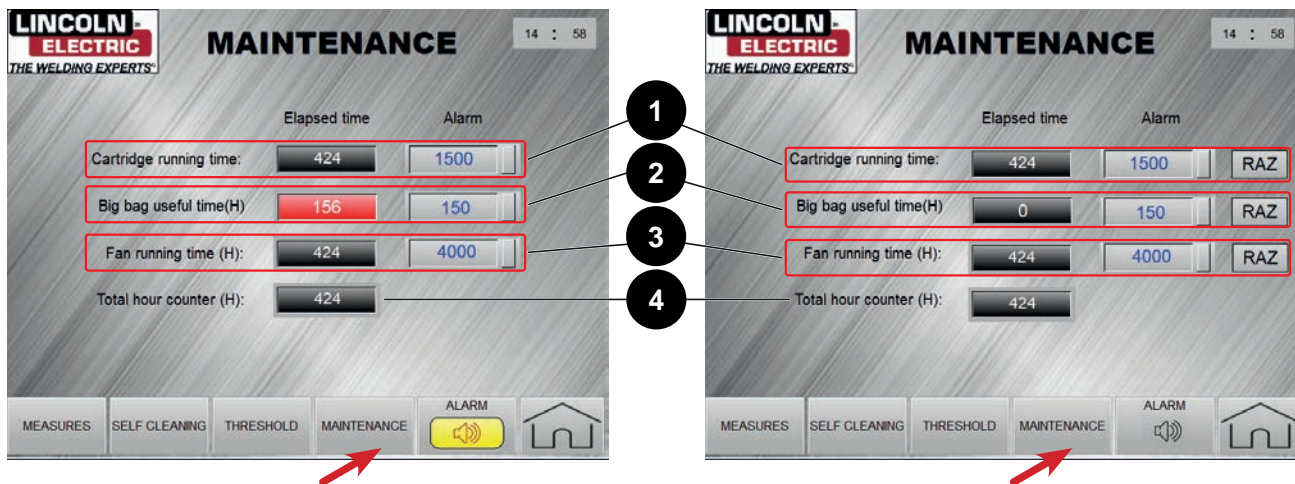 LINCOLN
ELECTRIC
THE WELDING EXPERTS
MAINTENANCE
14 : 58
Elapsed time Alarm
Cartridge running time: 424 1500
Big bag useful time(H) 156 150
Fan running time (H): 424 4000
Total hour counter (H): 424
MEASURES SELF CLEANING THRESHOLD MAINTENANCE ALARM
1
2
3
4
LINCOLN
ELECTRIC
THE WELDING EXPERTS
MAINTENANCE
14 : 58
Elapsed time Alarm
Cartridge running time: 424 1500 RAZ
Big bag useful time(H) 0 150 RAZ
Fan running time (H): 424 4000 RAZ
Total hour counter (H): 424
MEASURES SELF CLEANING THRESHOLD MAINTENANCE ALARM